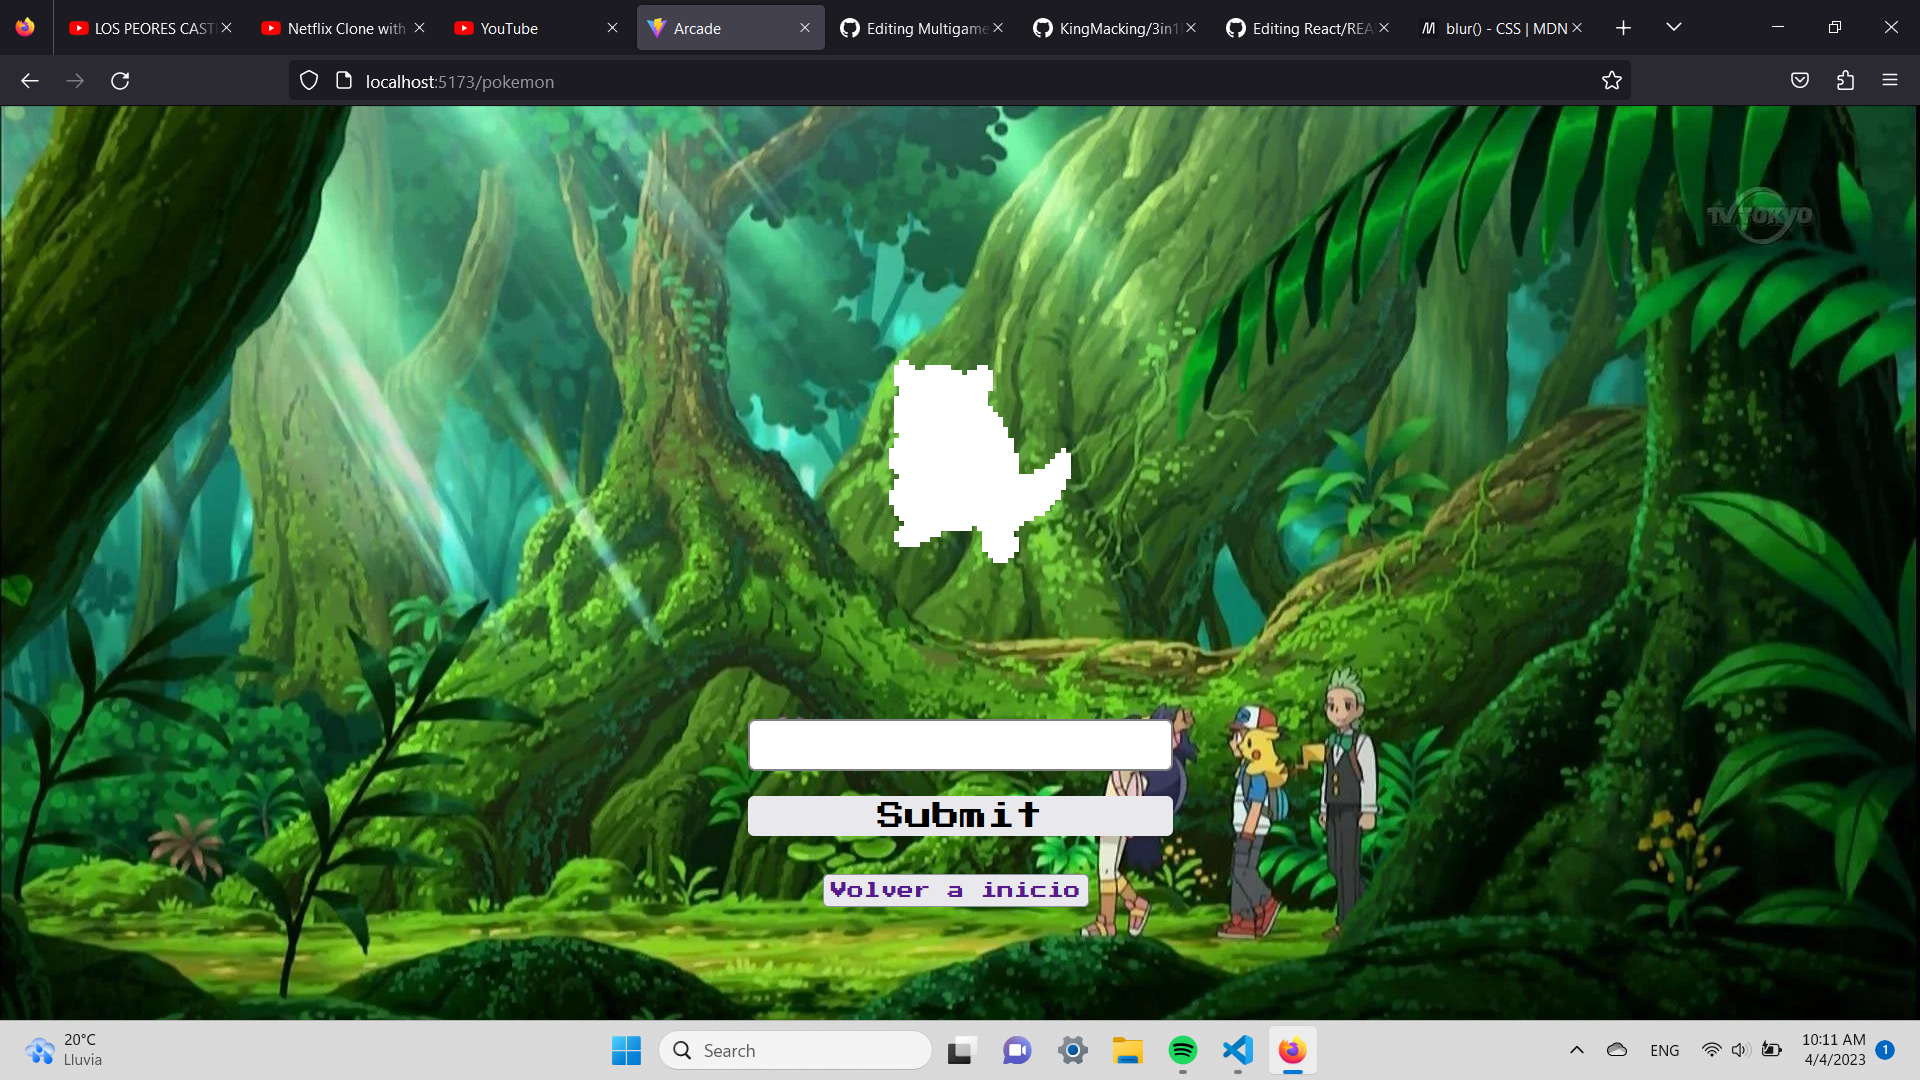 LOS PEORES CASTI
Netflix Clone with
YouTube
Arcade
Editing Multigame
KingMacking/3in1
Editing React/REA
blur() - CSS | MDN
localhost:5173/pokemon
TV TOKYO
Submit
Volver a inicio
20°C
Lluvia
Search
ENG
10:11 AM
4/4/2023
1